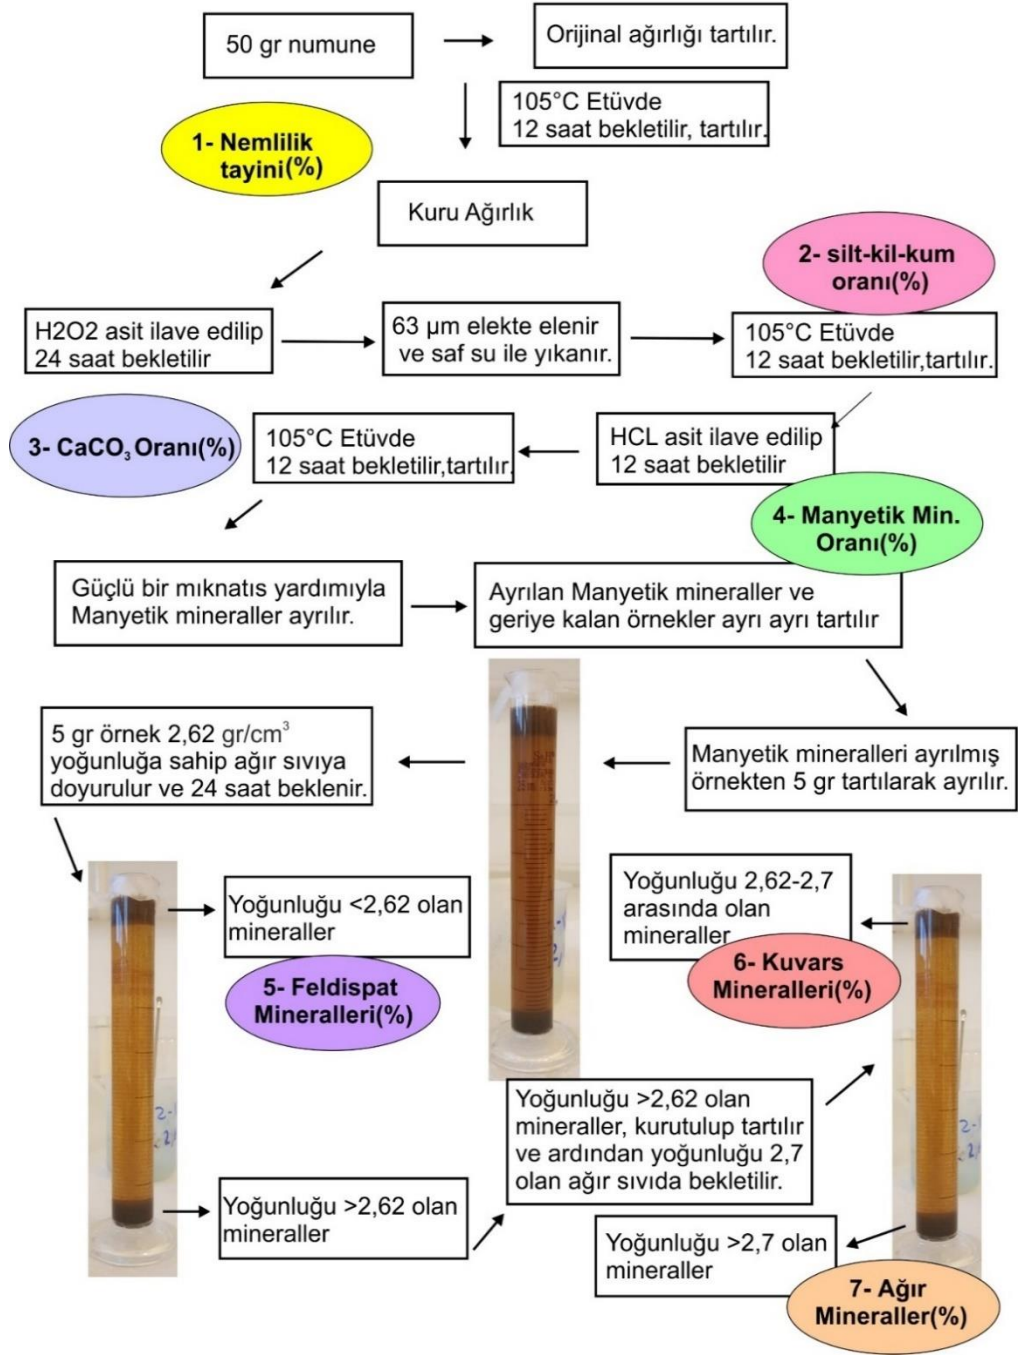 50 gr numune
Orijinal ağırlığı tartılır.
105°C Etüvde
12 saat bekletilir, tartılır.
1- Nemlilik
tayini(%)
Kuru Ağırlık
2- silt-kil-kum
oranı(%)
H2O2 asit ilave edilip
24 saat bekletilir
63 µm elekte elenir
ve saf su ile yıkanır.
105°C Etüvde
12 saat bekletilir,tartılır.
3- CaCO₃ Oranı(%)
105°C Etüvde
12 saat bekletilir,tartılır.
HCL asit ilave edilip
12 saat bekletilir
4- Manyetik Min.
Oranı(%)
Güçlü bir mıknatıs yardımıyla
Manyetik mineraller ayrılır.
Ayrılan Manyetik mineraller ve
geriye kalan örnekler ayrı ayrı tartılır
5 gr örnek 2,62 gr/cm³
yoğunluğa sahip ağır sıvıya
doyurulur ve 24 saat beklenir.
Manyetik mineralleri ayrılmış
örnekten 5 gr tartılarak ayrılır.
Yoğunluğu <2,62 olan
mineraller
5- Feldispat
Mineralleri(%)
Yoğunluğu 2,62-2,7
arasında olan
mineraller
6- Kuvars
Mineralleri(%)
Yoğunluğu >2,62 olan
mineraller, kurutulup tartılır
ve ardından yoğunluğu 2,7
olan ağır sıvıda bekletilir.
Yoğunluğu >2,62 olan
mineraller
Yoğunluğu >2,7 olan
mineraller
7- Ağır
Mineraller(%)